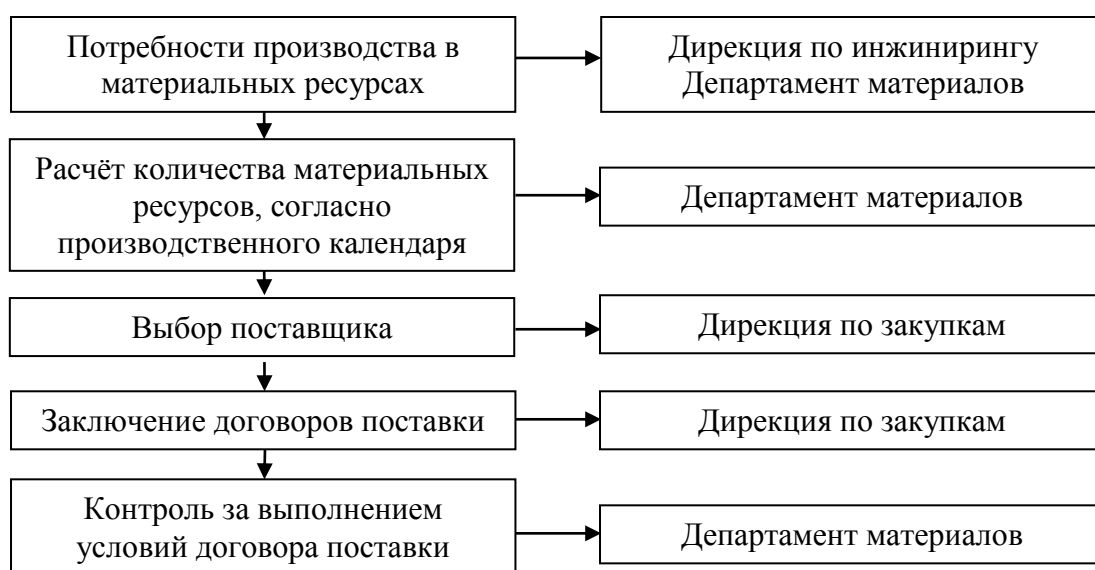 Потребности производства в
материальных ресурсах
Дирекция по инжинирингу
Департамент материалов
Расчёт количества материальных
ресурсов, согласно
производственного календаря
Департамент материалов
Выбор поставщика
Дирекция по закупкам
Заключение договоров поставки
Дирекция по закупкам
Контроль за выполнением
условий договора поставки
Департамент материалов